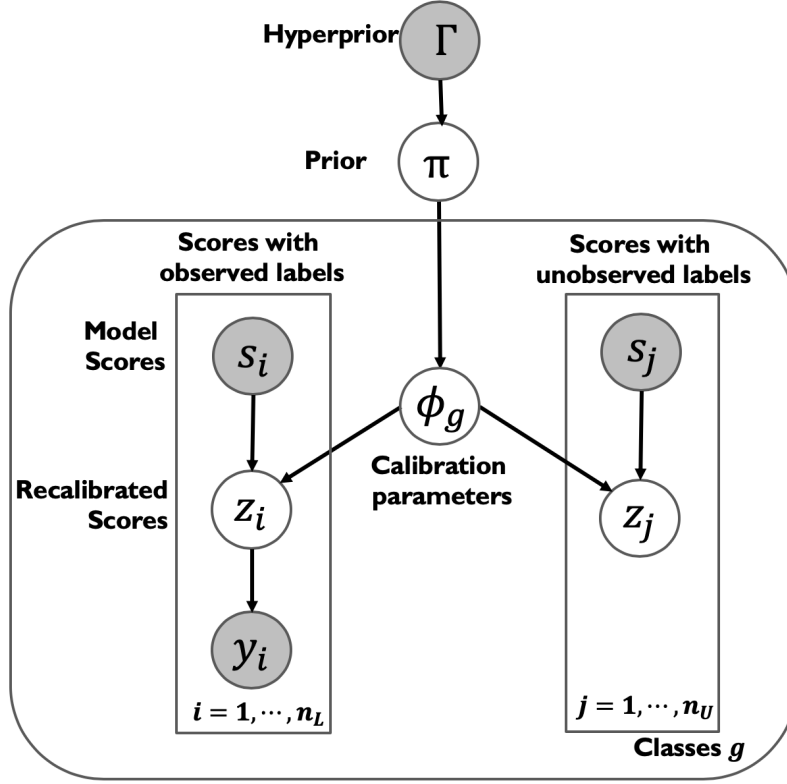 Hyperprior
Γ
Prior
π
Scores with
observed labels
Scores with
unobserved labels
Model
Scores
s_i
s_j
ϕ_g
Calibration
parameters
Recalibrated
Scores
z_i
z_j
y_i
i = 1, ⋯ , n_L
j = 1, ⋯ , n_U
Classes g